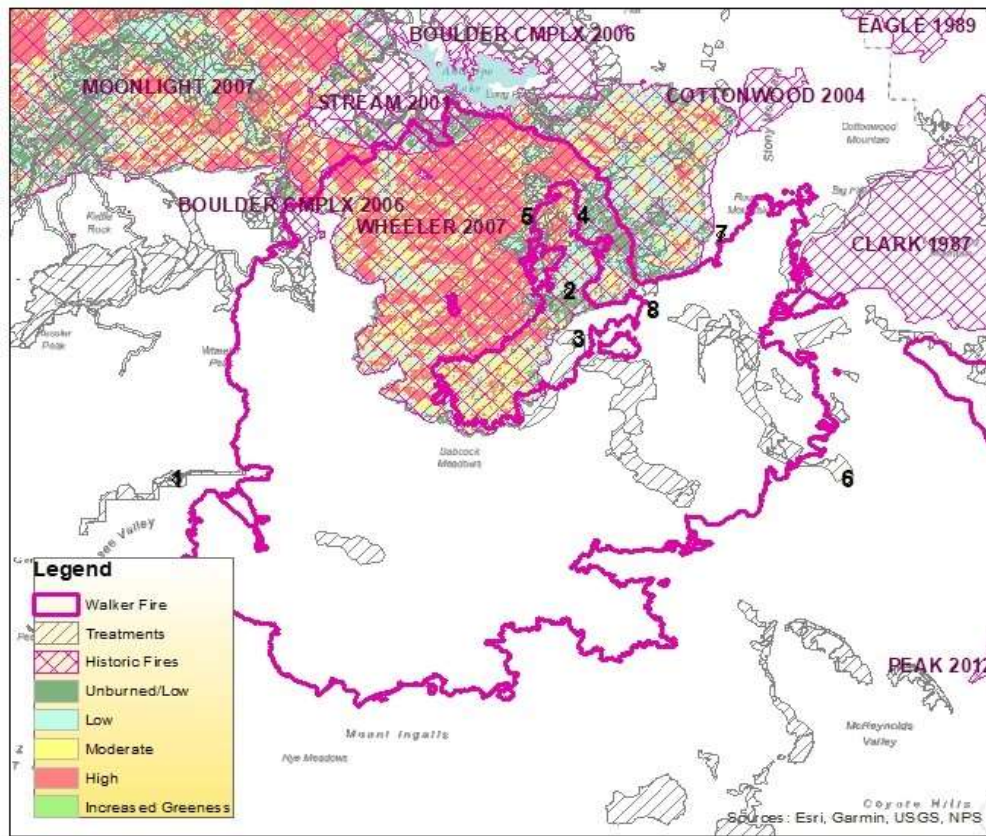 EAGLE 1989
BOULDER CMPLX 2006
MOONLIGHT 2007
STREAM 2001
COTTONWOOD 2004
Cottonwood
Mountain
Kettle
Rock
BOULDER CMPLX 2006
WHEELER 2007
5
4
7
CLARK 1987
2
8
3
Peak
Babcock
Meadows
1
6
Valley
Legend
Walker Fire
Treatments
Historic Fires
Unburned/Low
Low
Moderate
High
Increased Greeness
PEAK 2012
McReynolds
Valley
Mount Ingalls
Nye Meadows
Coyote Hills
Sources: Esri, Garmin, USGS, NPS